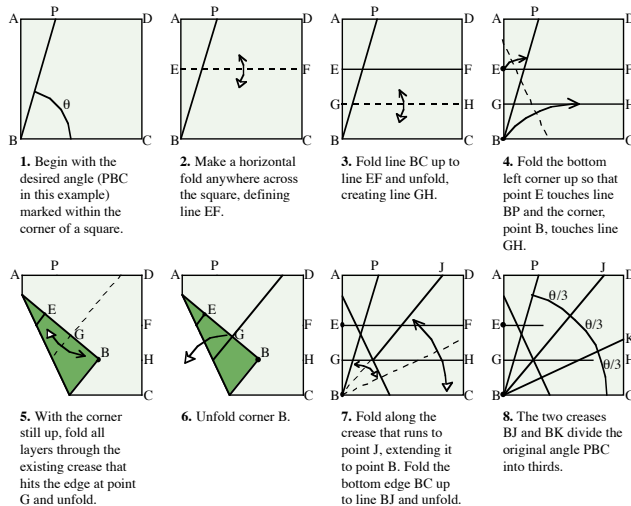 A P D
θ
B C
1. Begin with the
desired angle (PBC
in this example)
marked within the
corner of a square.
A P D
E F
B C
2. Make a horizontal
fold anywhere across
the square, defining
line EF.
A P D
E F
G H
B C
3. Fold line BC up to
line EF and unfold,
creating line GH.
A P D
E F
G H
B C
4. Fold the bottom
left corner up so that
point E touches line
BP and the corner,
point B, touches line
GH.
A P D
E F
G
B H
C
5. With the corner
still up, fold all
layers through the
existing crease that
hits the edge at point
G and unfold.
A P D
E F
G
B H
C
6. Unfold corner B.
A P J D
E F
G H
B C
7. Fold along the
crease that runs to
point J, extending it
to point B. Fold the
bottom edge BC up
to line BJ and unfold.
A P J D
θ/3
E θ/3 F
K
G θ/3 H
B C
8. The two creases
BJ and BK divide the
original angle PBC
into thirds.